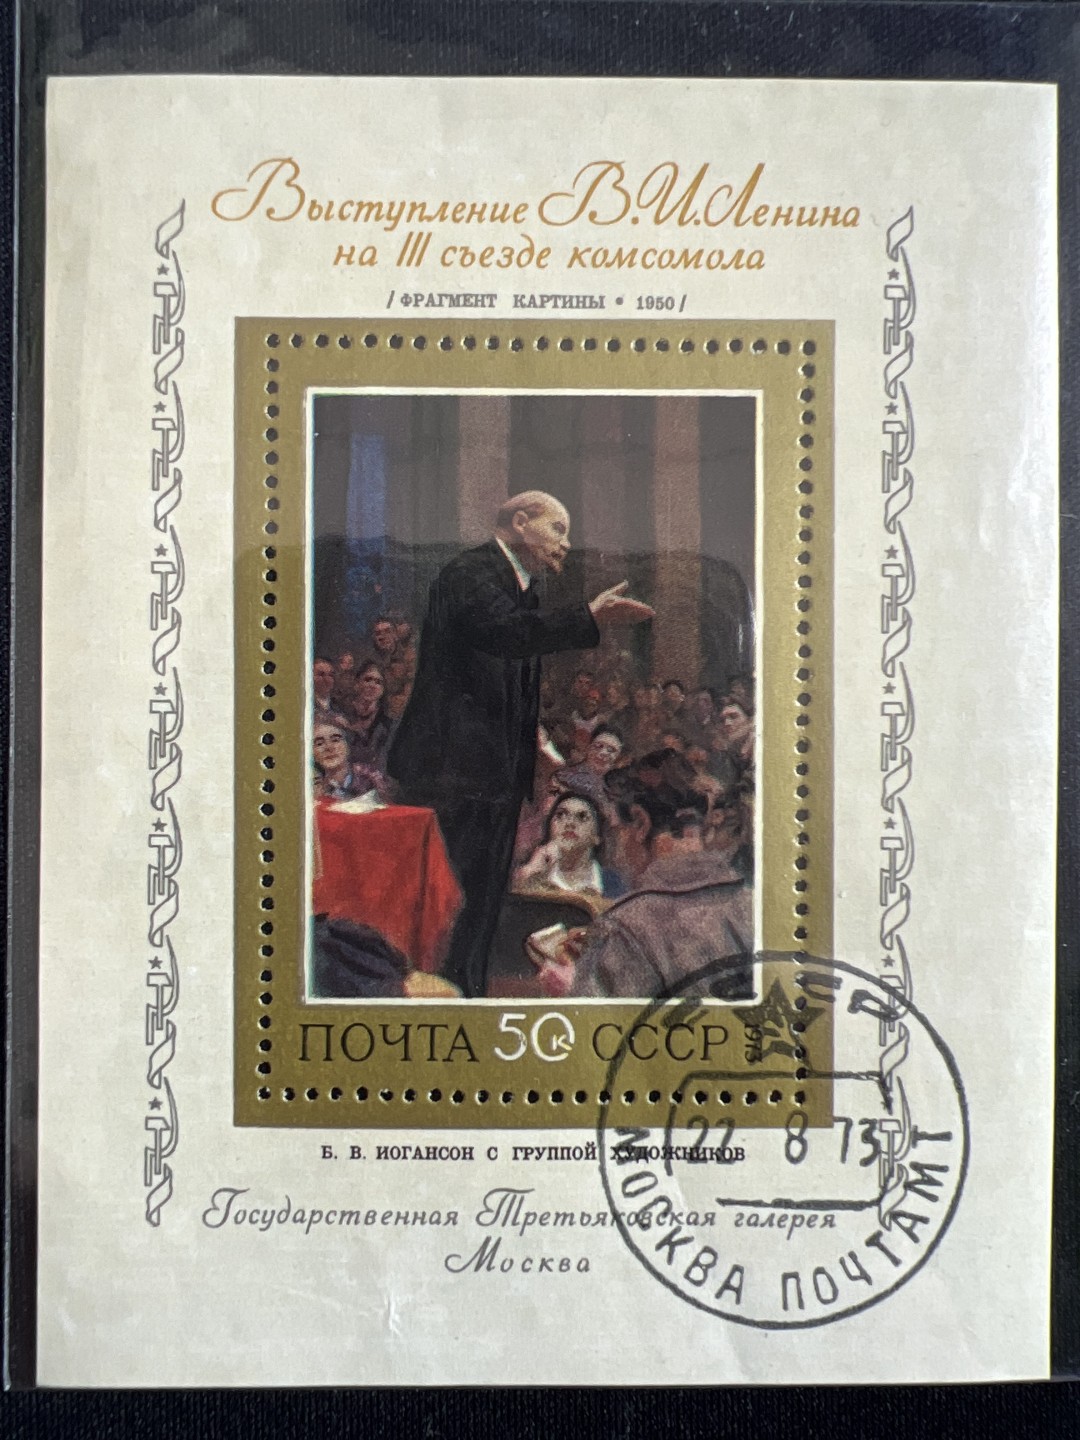 Выступление В.И.Ленина
на III съезде комсомола
/ФРАГМЕНТ КАРТИНЫ • 1950/
ПОЧТА 50к СССР
1973
Б. В. ИОГАНСОН С ГРУППОЙ ХУДОЖНИКОВ
Государственная Третьяковская галерея
Москва
22 8 73
МОСКВА ПОЧТАМТ